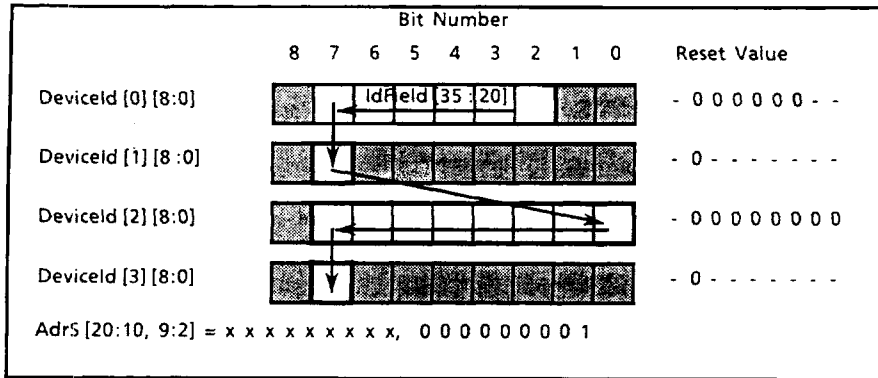 Bit Number
8 7 6 5 4 3 2 1 0 Reset Value
DeviceId [0] [8:0] IdField [35 : 20] - 0 0 0 0 0 0 - -
DeviceId [1] [8 :0] - 0 - - - - - - -
DeviceId [2] [8:0] - 0 0 0 0 0 0 0 0
DeviceId [3] [8:0] - 0 - - - - - - -
AdrS [20:10, 9:2] = x x x x x x x x x, 0 0 0 0 0 0 0 0 1